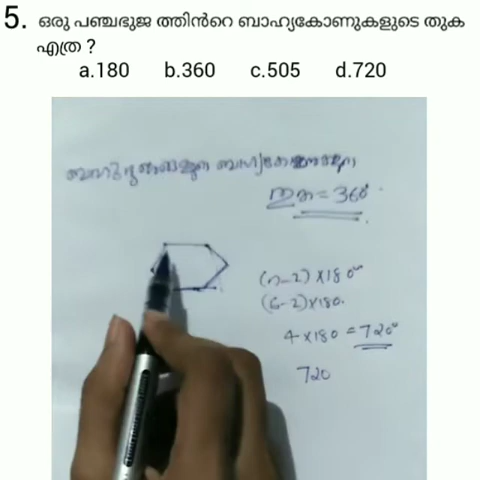 5. ഒരു പഞ്ചഭുജ ത്തിൻറെ ബാഹ്യകോണുകളുടെ തുക
എത്ര ?
a.180 b.360 c.505 d.720
തുക = 360°
(n-2) x 180°
(6-2) x 180.
4 x 180 = 720°
720